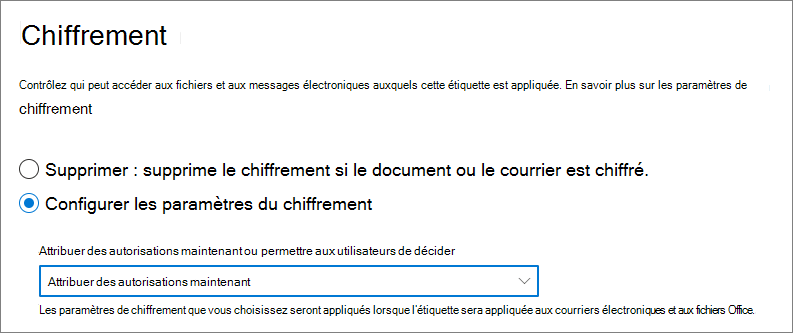 Chiffrement
Contrôlez qui peut accéder aux fichiers et aux messages électroniques auxquels cette étiquette est appliquée. En savoir plus sur les paramètres de
chiffrement
Supprimer : supprime le chiffrement si le document ou le courrier est chiffré.
Configurer les paramètres du chiffrement
Attribuer des autorisations maintenant ou permettre aux utilisateurs de décider
Attribuer des autorisations maintenant
Les paramètres de chiffrement que vous choisissez seront appliqués lorsque l'étiquette sera appliquée aux courriers électroniques et aux fichiers Office.